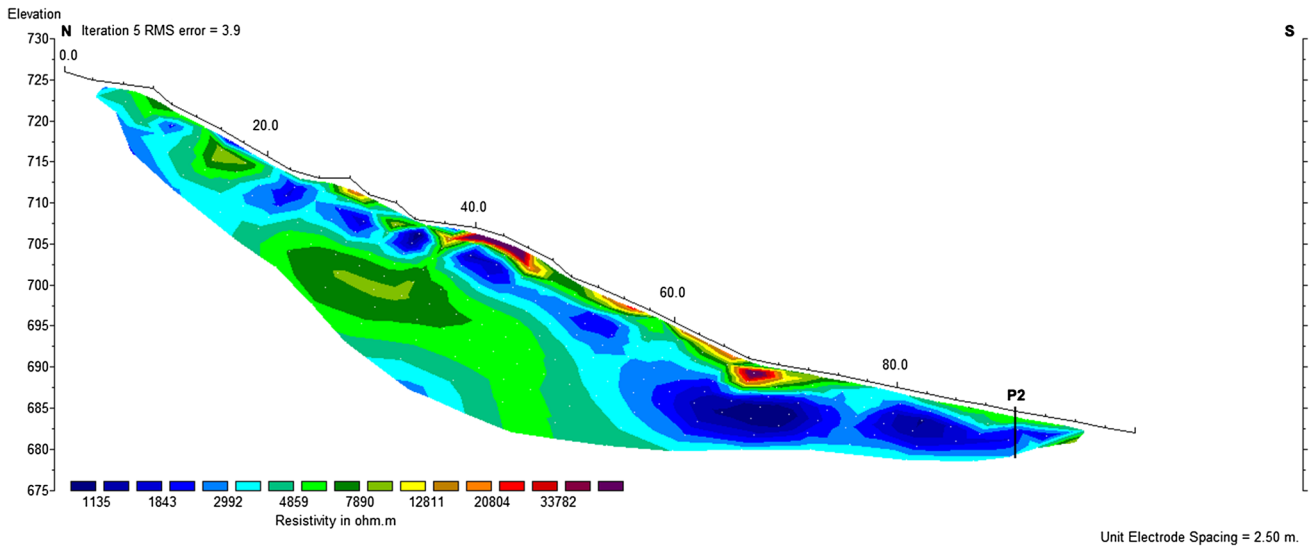 Elevation
N Iteration 5 RMS error = 3.9 S
730
0.0
725
720
20.0
715
710
40.0
705
700
60.0
695
690
80.0
P2
685
680
675
1135 1843 2992 4859 7890 12811 20804 33782
Resistivity in ohm.m
Unit Electrode Spacing = 2.50 m.